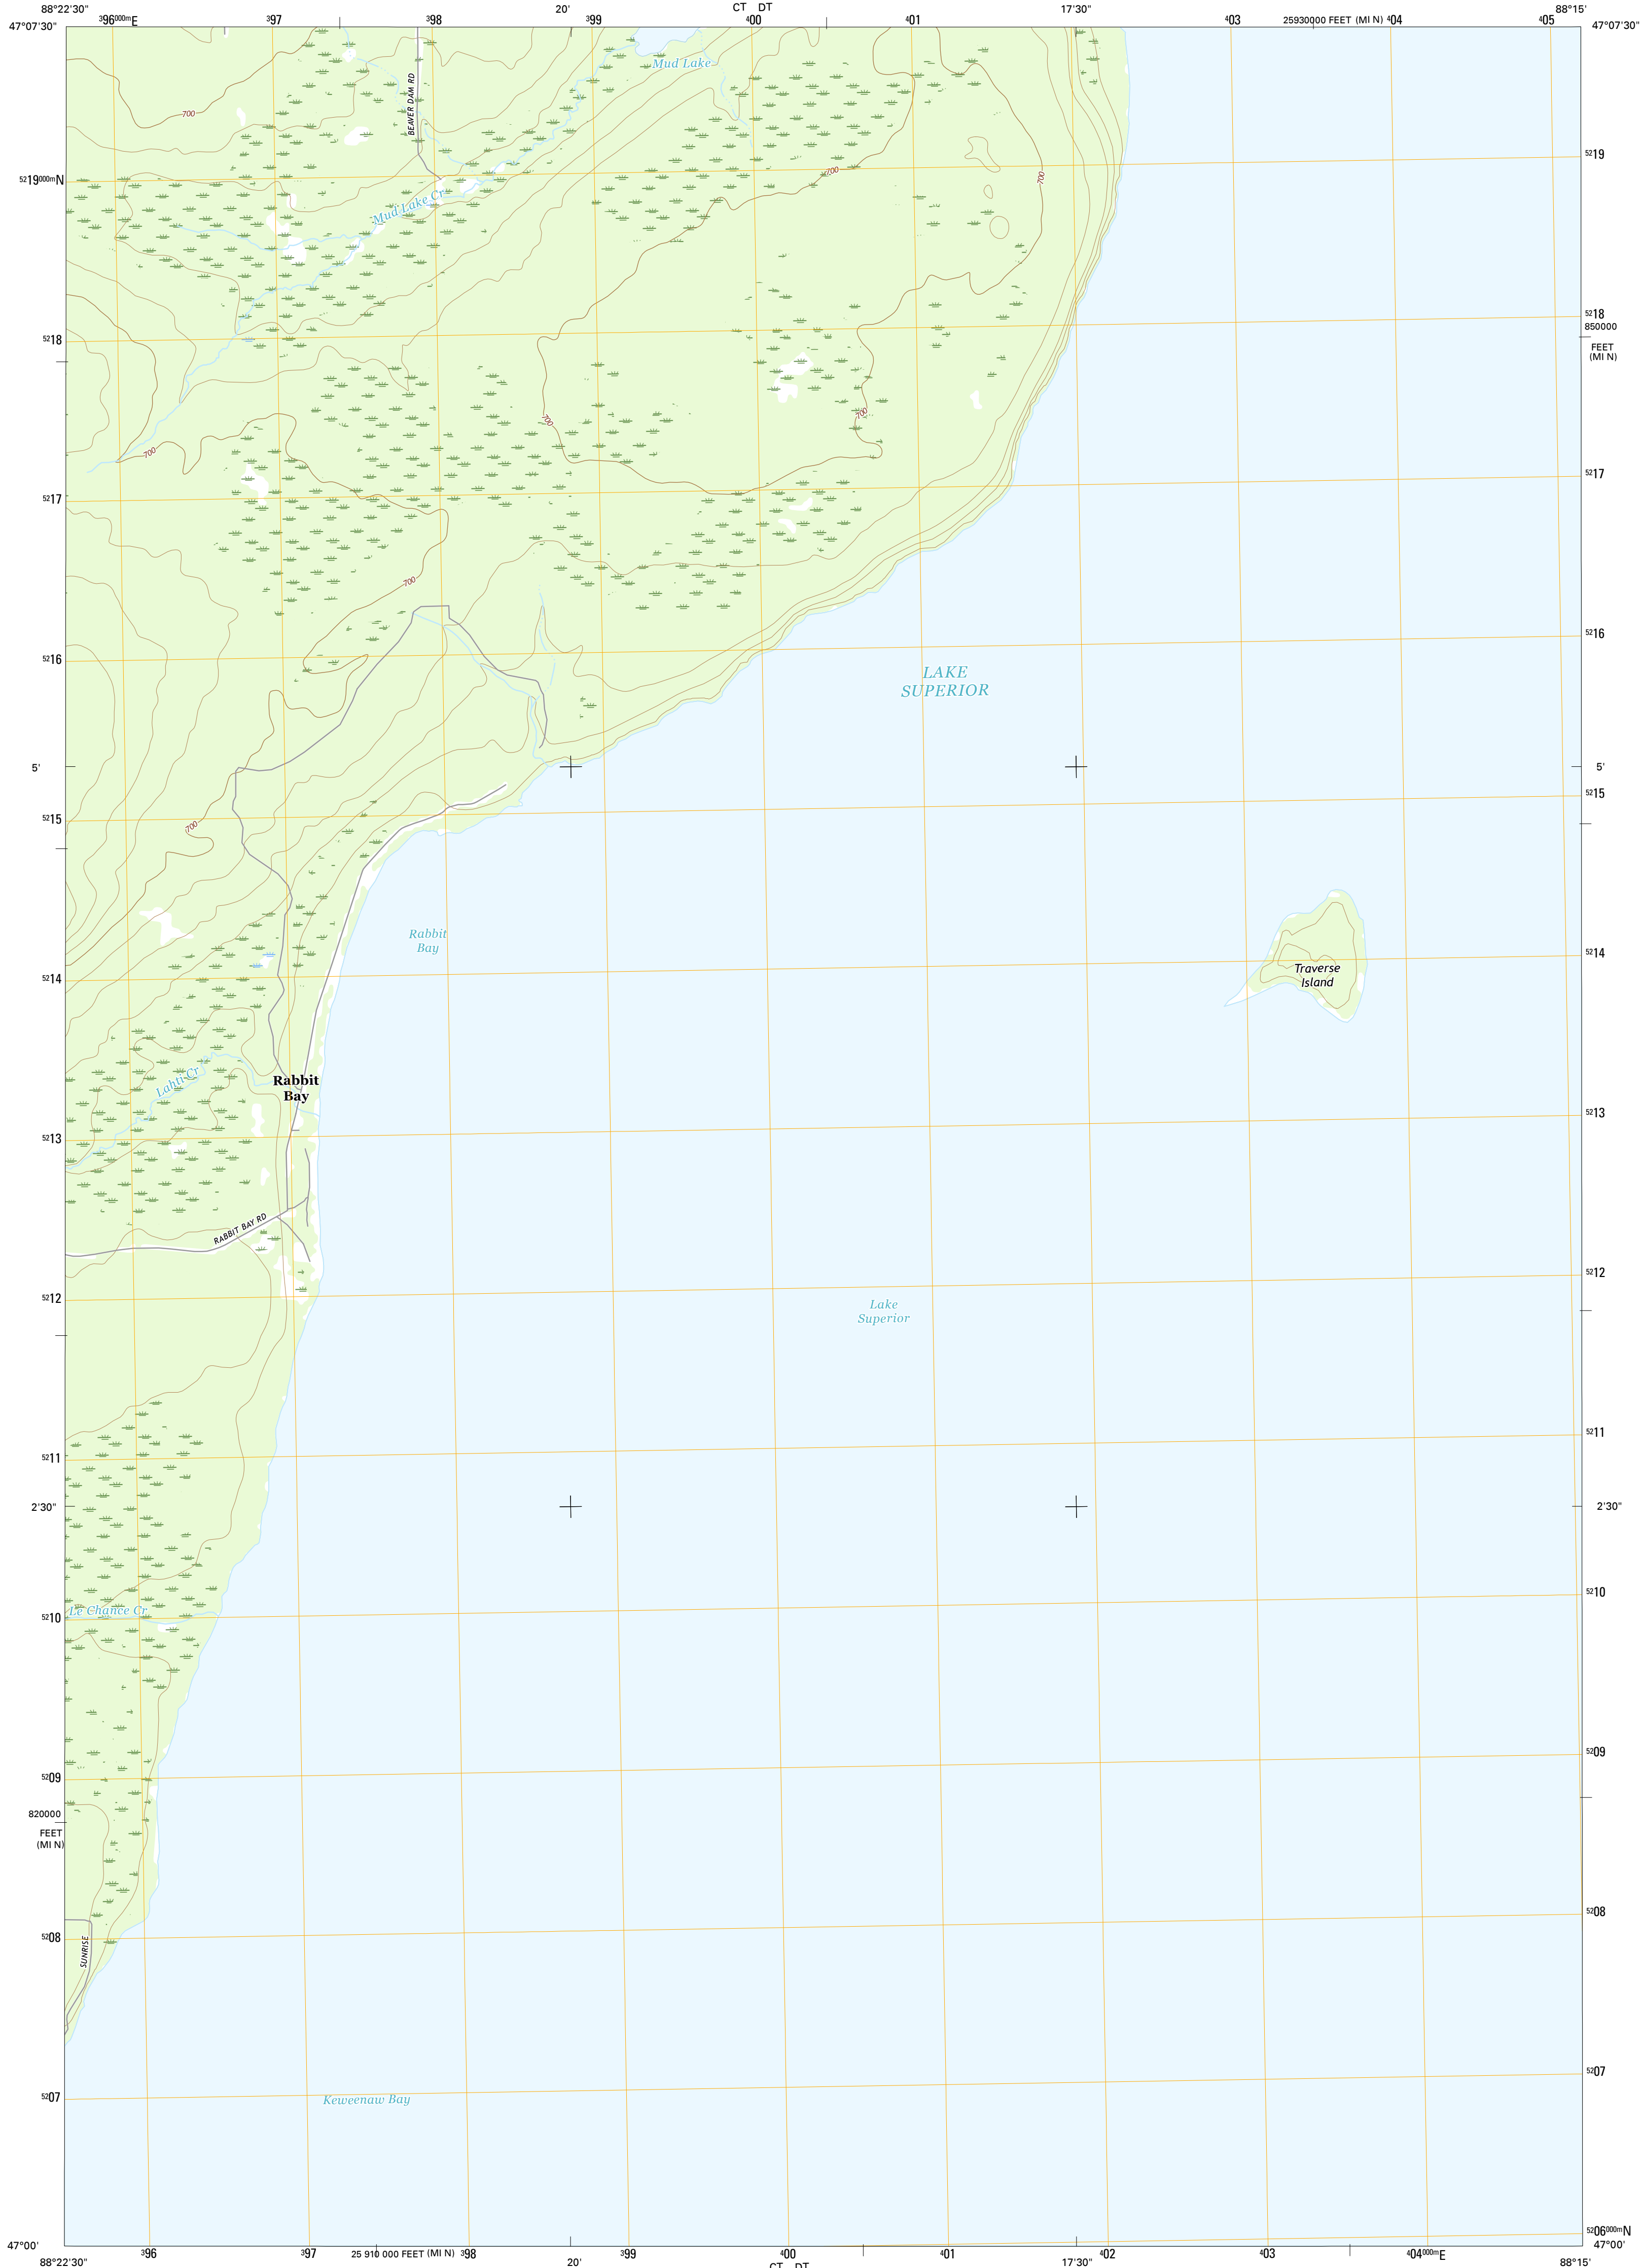 88°22'30"
³96⁰⁰⁰ᵐE
³97
³98
20'
³99
CT DT
⁴00
⁴01
17'30"
⁴03
25930000 FEET (MI N)
⁴04
⁴05
88°15'
47°07'30"
47°07'30"
Mud Lake
BEAVER DAM RD
700
⁵²19⁰⁰⁰ᵐN
⁵²19
700
700
Mud Lake Cr
⁵²18
850000
FEET
(MI N)
⁵²18
700
700
700
⁵²17
⁵²17
700
⁵²16
⁵²16
LAKE
SUPERIOR
5'
5'
⁵²15
⁵²15
700
Rabbit
Bay
⁵²14
⁵²14
Traverse
Island
Lahti Cr
Rabbit
Bay
⁵²13
⁵²13
RABBIT BAY RD
⁵²12
⁵²12
Lake
Superior
⁵²11
⁵²11
2'30"
2'30"
⁵²10
Le Chance Cr
⁵²10
⁵²09
⁵²09
820000
FEET
(MI N)
⁵²08
⁵²08
SUNRISE
⁵²07
⁵²07
Keweenaw Bay
⁵²06⁰⁰⁰ᵐN
47°00'
47°00'
88°22'30"
³96
³97
25 910 000 FEET (MI N)
³98
20'
³99
⁴00
CT DT
⁴01
17'30"
⁴02
⁴03
⁴04⁰⁰⁰ᵐE
88°15'